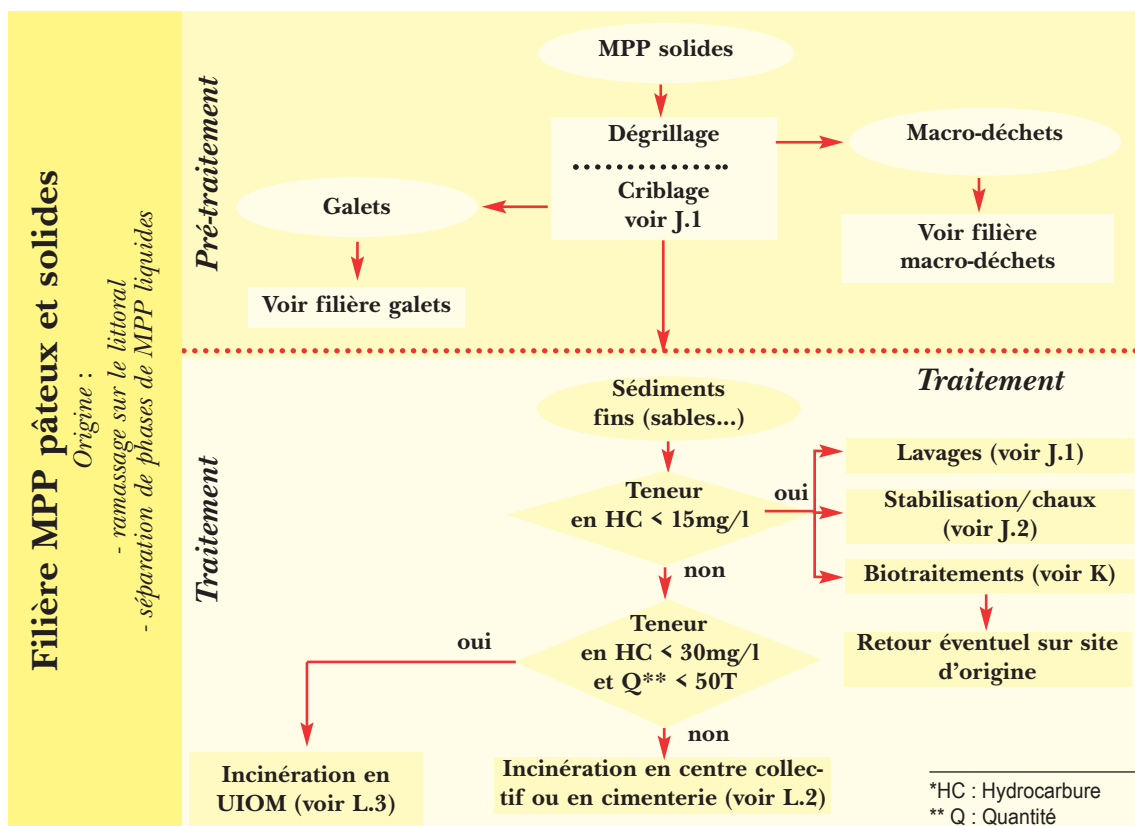 Filière MPP pâteux et solides
Origine :
- ramassage sur le littoral
- séparation de phases de MPP liquides
Pré-traitement
MPP solides
Dégrillage
Criblage
voir J.1
Macro-déchets
Voir filière
macro-déchets
Galets
Voir filière galets
Traitement
Traitement
Sédiments
fins (sables...)
Teneur
en HC < 15mg/l
oui
Lavages (voir J.1)
Stabilisation/chaux
(voir J.2)
Biotraitements (voir K)
Retour éventuel sur site
d'origine
non
Teneur
en HC < 30mg/l
et Q** < 50T
oui
non
Incinération en
UIOM (voir L.3)
Incinération en centre collec-
tif ou en cimenterie (voir L.2)
*HC : Hydrocarbure
** Q : Quantité